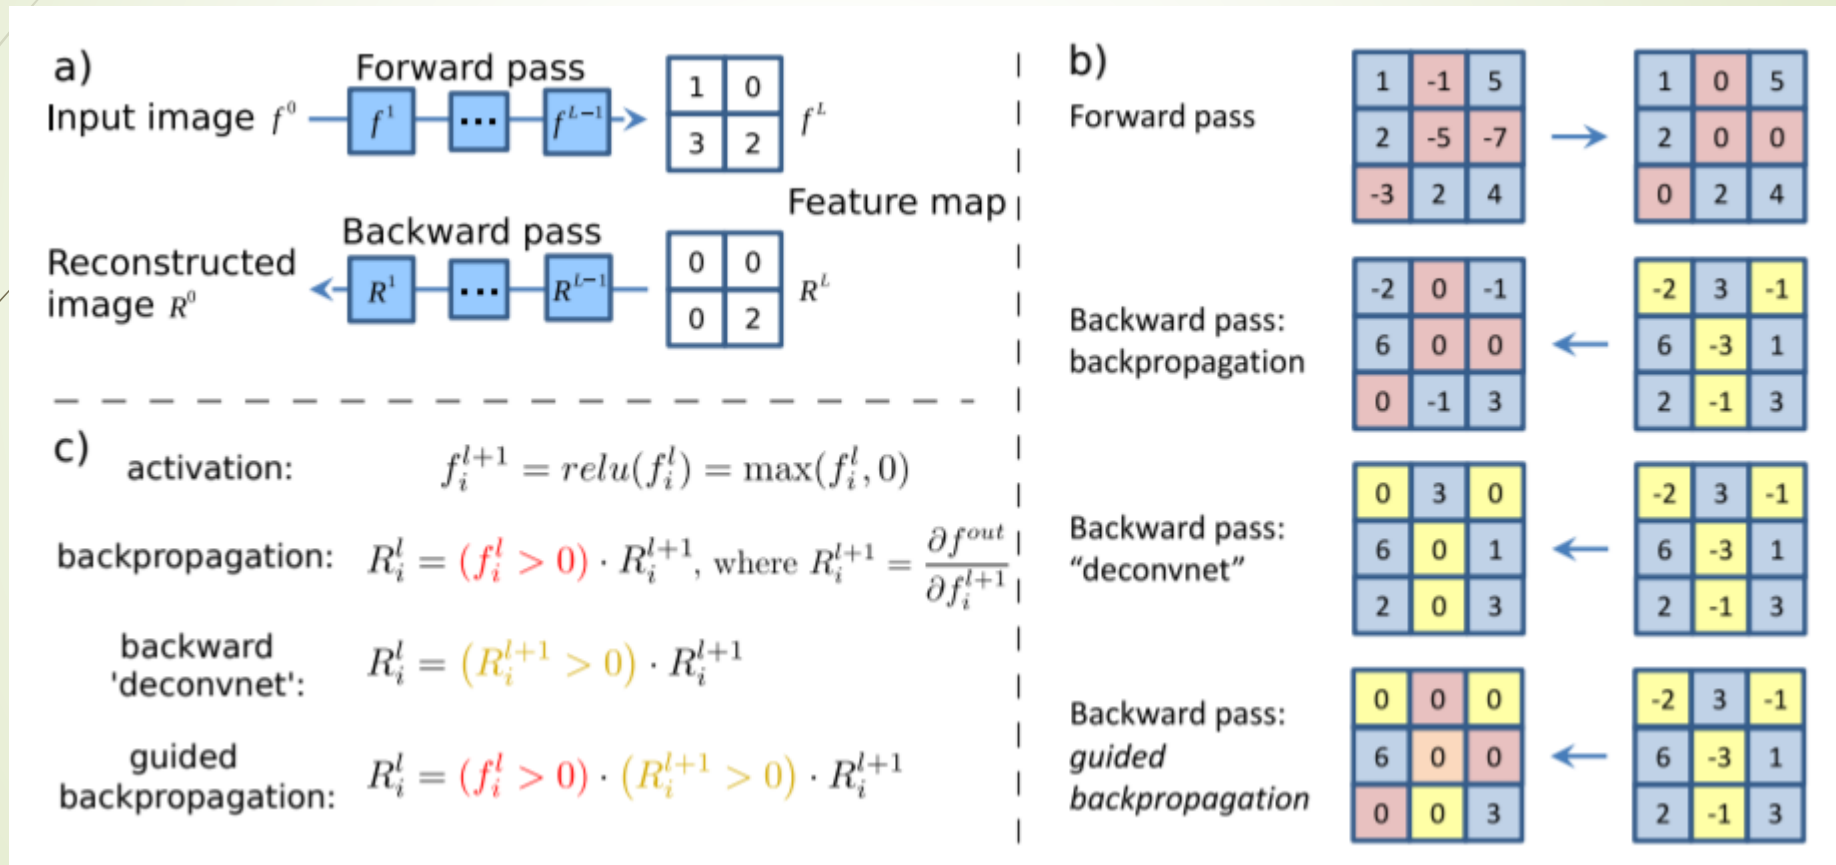 a)
Forward pass
Input image f^0
f^1
...
f^{L-1}
1 0
3 2
f^L
Feature map
Backward pass
Reconstructed
image R^0
R^1
...
R^{L-1}
0 0
0 2
R^L
c)
activation: f_i^{l+1} = relu(f_i^l) = max(f_i^l, 0)
backpropagation: R_i^l = (f_i^l > 0) · R_i^{l+1}, where R_i^{l+1} = ∂f^{out} / ∂f_i^{l+1}
backward
'deconvnet': R_i^l = (R_i^{l+1} > 0) · R_i^{l+1}
guided
backpropagation: R_i^l = (f_i^l > 0) · (R_i^{l+1} > 0) · R_i^{l+1}
b)
Forward pass
1 -1 5
2 -5 -7
-3 2 4
1 0 5
2 0 0
0 2 4
Backward pass:
backpropagation
-2 0 -1
6 0 0
0 -1 3
-2 3 -1
6 -3 1
2 -1 3
Backward pass:
“deconvnet”
0 3 0
6 0 1
2 0 3
-2 3 -1
6 -3 1
2 -1 3
Backward pass:
guided
backpropagation
0 0 0
6 0 0
0 0 3
-2 3 -1
6 -3 1
2 -1 3